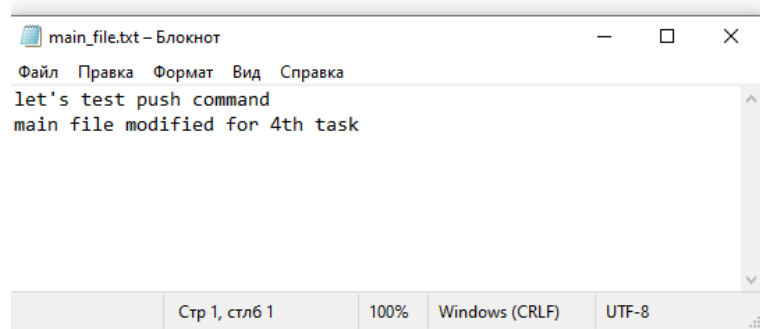 main_file.txt – Блокнот
Файл Правка Формат Вид Справка
let's test push command
main file modified for 4th task
Стр 1, стлб 1 100% Windows (CRLF) UTF-8